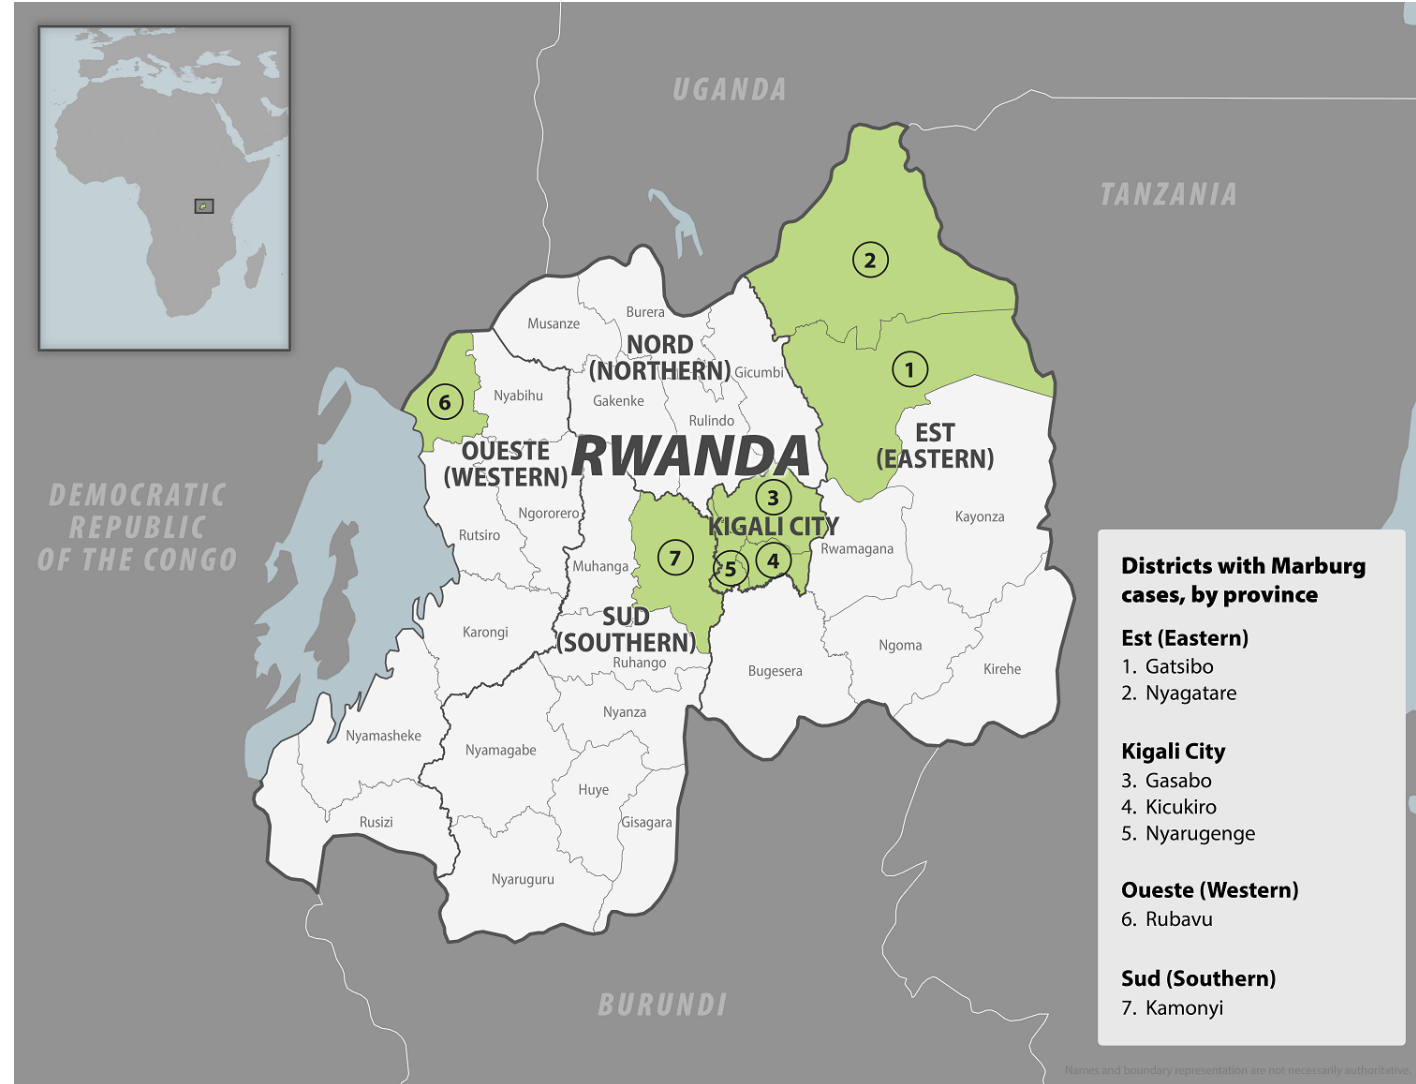 UGANDA
TANZANIA
2
Burera
Musanze
NORD
(NORTHERN)
Gicumbi
1
6
Nyabihu
Gakenke
Rulindo
EST
(EASTERN)
OUESTE
(WESTERN)
RWANDA
DEMOCRATIC
REPUBLIC
OF THE CONGO
3
KIGALI CITY
Ngororero
Kayonza
Rutsiro
Rwamagana
7
5
4
Muhanga
SUD
(SOUTHERN)
Karongi
Ruhango
Bugesera
Ngoma
Kirehe
Nyanza
Nyamasheke
Nyamagabe
Huye
Rusizi
Gisagara
Nyaruguru
BURUNDI
Districts with Marburg
cases, by province
Est (Eastern)
1. Gatsibo
2. Nyagatare
Kigali City
3. Gasabo
4. Kicukiro
5. Nyarugenge
Oueste (Western)
6. Rubavu
Sud (Southern)
7. Kamonyi
Names and boundary representation are not necessarily authoritative.